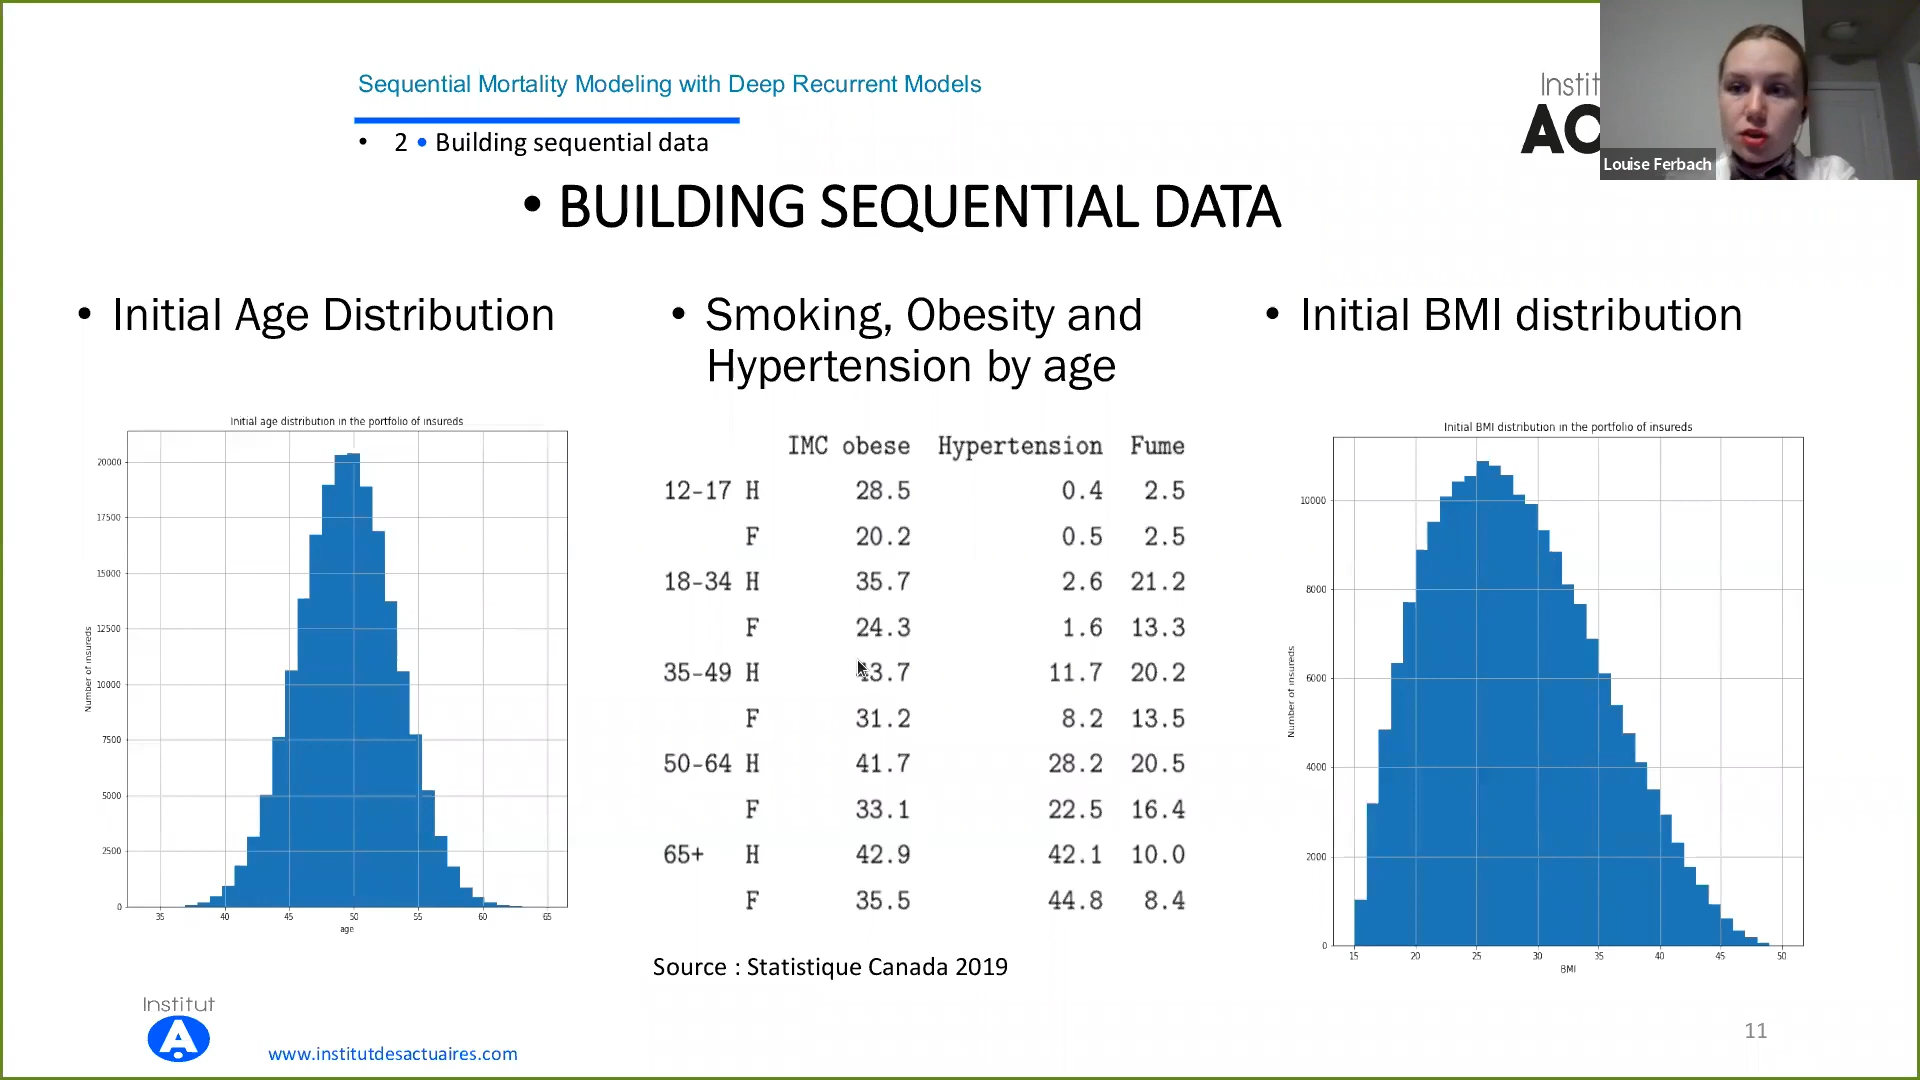 Sequential Mortality Modeling with Deep Recurrent Models
• 2 • Building sequential data
Instit
AC
Louise Ferbach
• BUILDING SEQUENTIAL DATA
• Initial Age Distribution
• Smoking, Obesity and
Hypertension by age
• Initial BMI distribution
Initial age distribution in the portfolio of insureds
20000
17500
15000
12500
10000
7500
5000
2500
0
Number of insureds
35 40 45 50 55 60 65
age
IMC obese Hypertension Fume
12-17 H 28.5 0.4 2.5
F 20.2 0.5 2.5
18-34 H 35.7 2.6 21.2
F 24.3 1.6 13.3
35-49 H 3.7 11.7 20.2
F 31.2 8.2 13.5
50-64 H 41.7 28.2 20.5
F 33.1 22.5 16.4
65+ H 42.9 42.1 10.0
F 35.5 44.8 8.4
Source : Statistique Canada 2019
Initial BMI distribution in the portfolio of insureds
10000
8000
6000
4000
2000
0
Number of insureds
15 20 25 30 35 40 45 50
BMI
Institut
A
www.institutdesactuaires.com
11